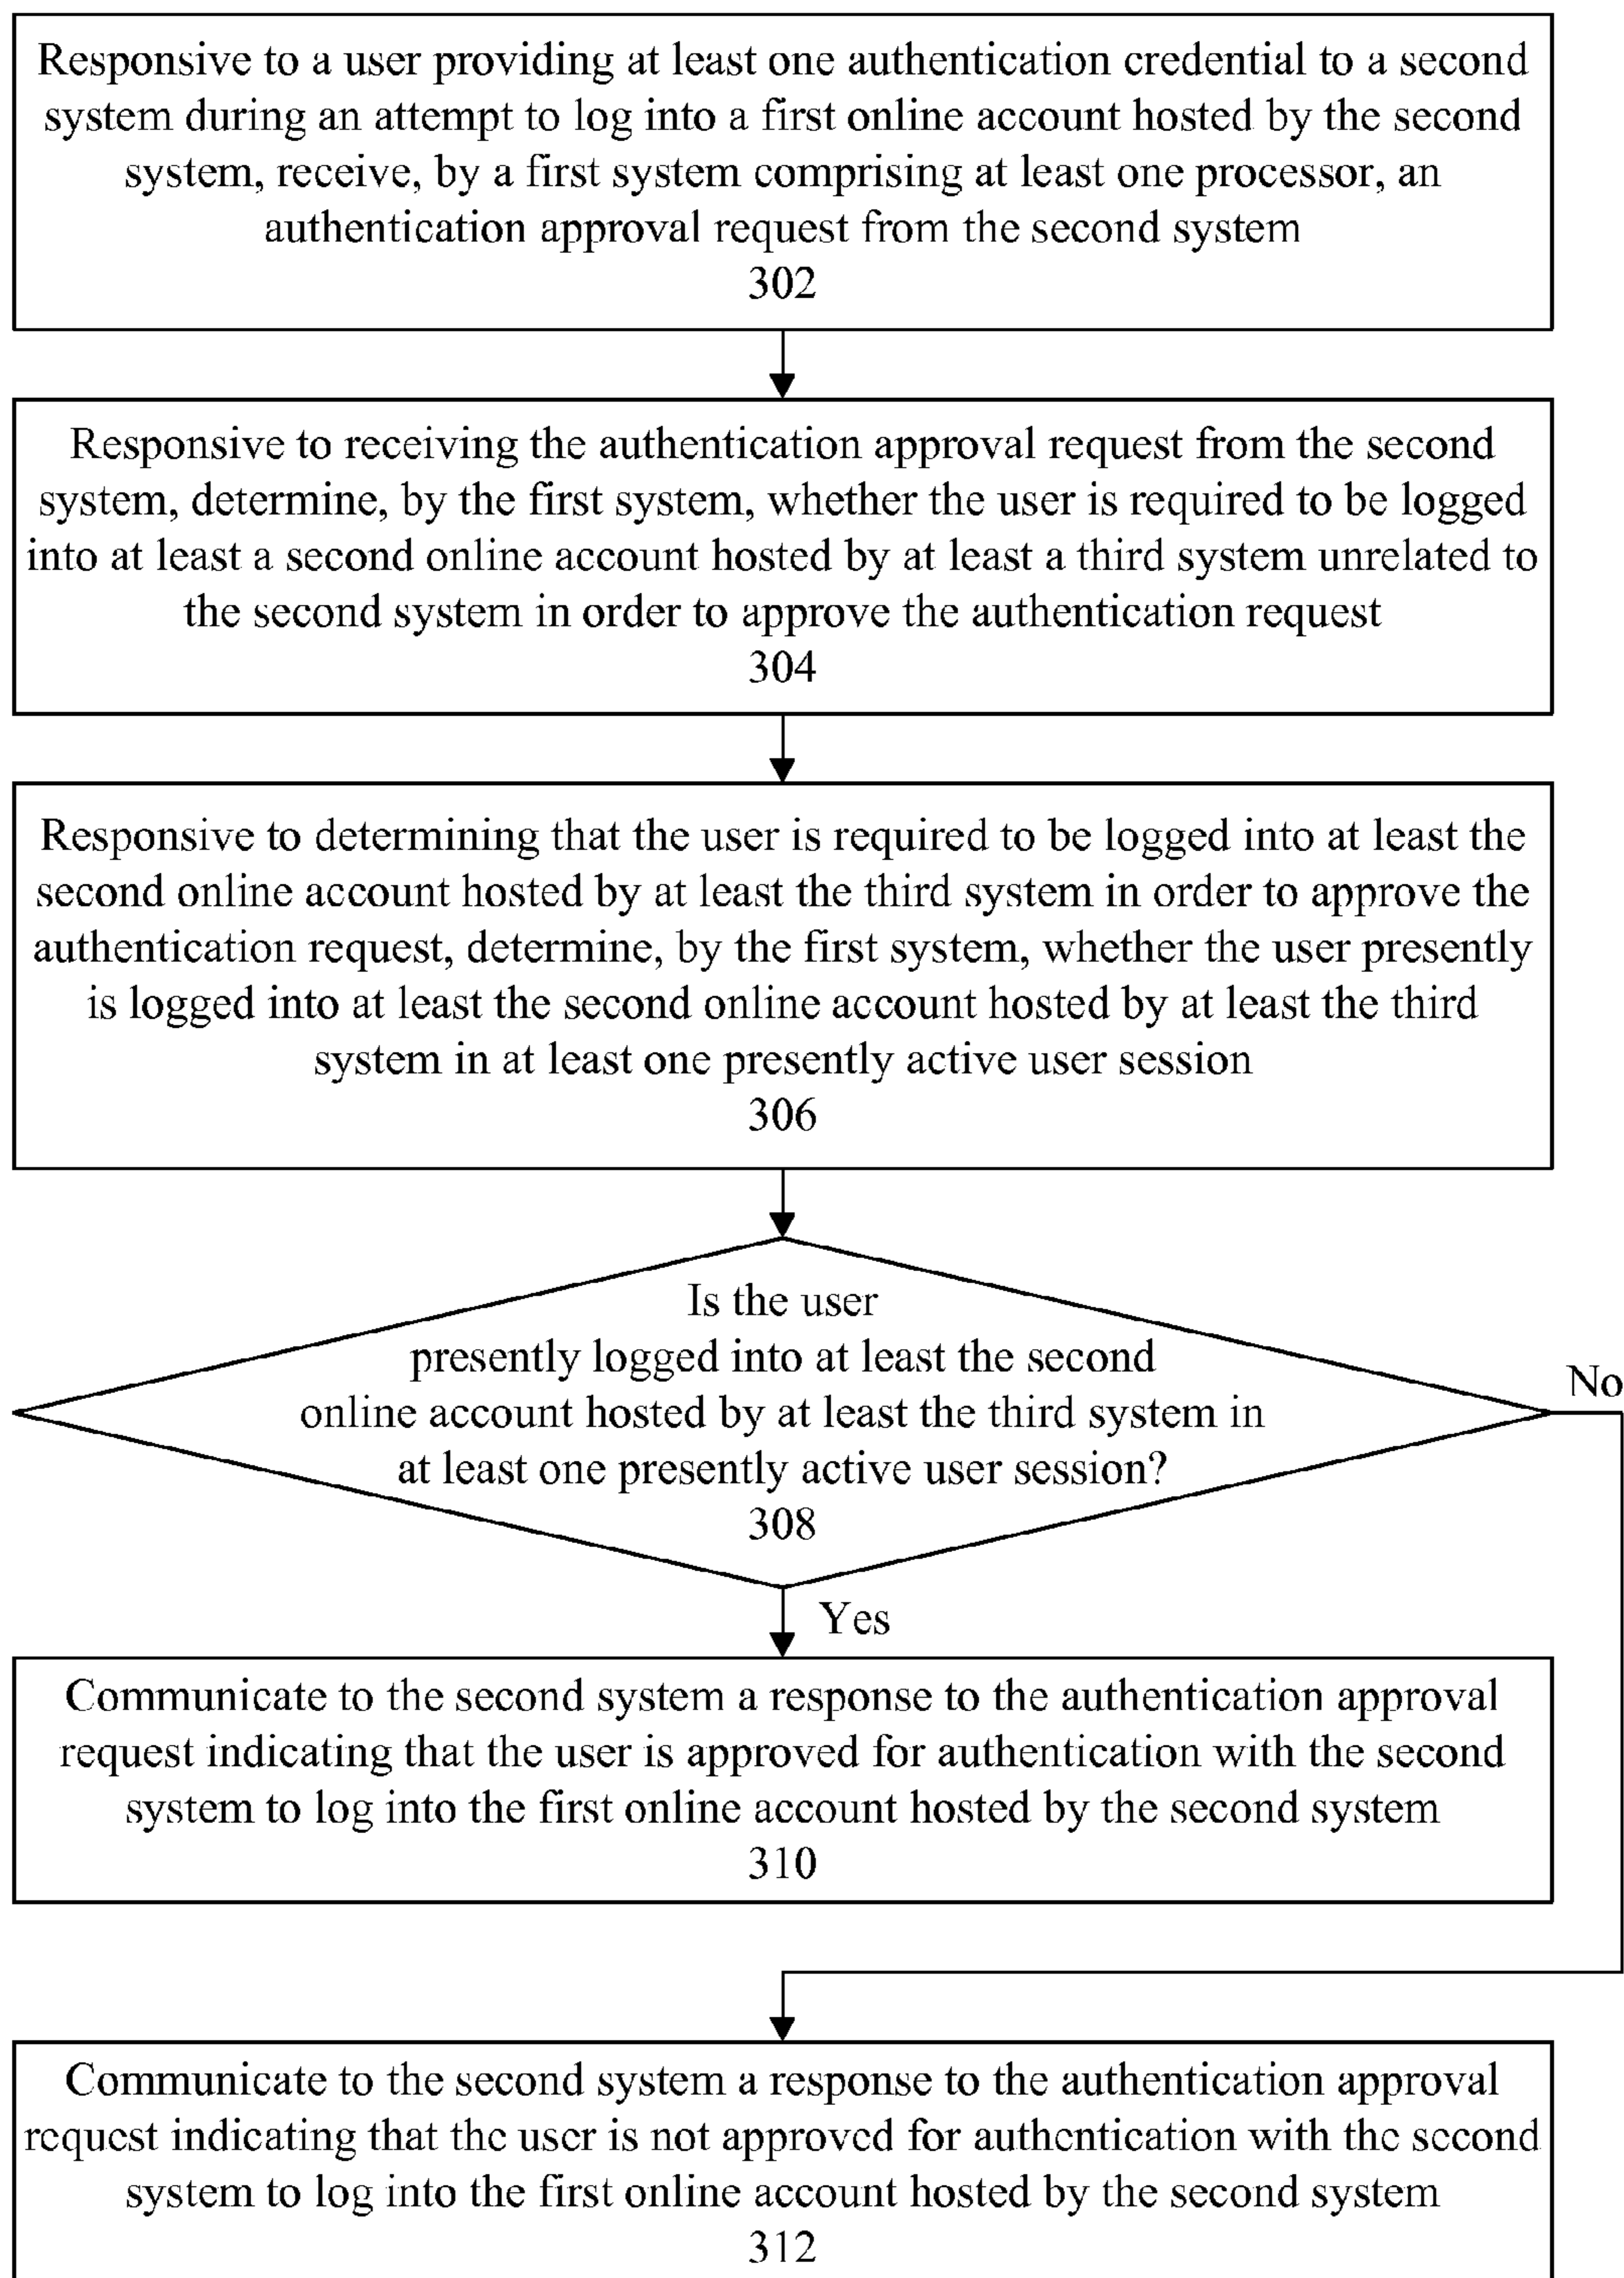 Responsive to a user providing at least one authentication credential to a second
system during an attempt to log into a first online account hosted by the second
system, receive, by a first system comprising at least one processor, an
authentication approval request from the second system
302
Responsive to receiving the authentication approval request from the second
system, determine, by the first system, whether the user is required to be logged
into at least a second online account hosted by at least a third system unrelated to
the second system in order to approve the authentication request
304
Responsive to determining that the user is required to be logged into at least the
second online account hosted by at least the third system in order to approve the
authentication request, determine, by the first system, whether the user presently
is logged into at least the second online account hosted by at least the third
system in at least one presently active user session
306
Is the user
presently logged into at least the second
online account hosted by at least the third system in
at least one presently active user session?
308
No
Yes
Communicate to the second system a response to the authentication approval
request indicating that the user is approved for authentication with the second
system to log into the first online account hosted by the second system
310
Communicate to the second system a response to the authentication approval
request indicating that the user is not approved for authentication with the second
system to log into the first online account hosted by the second system
312